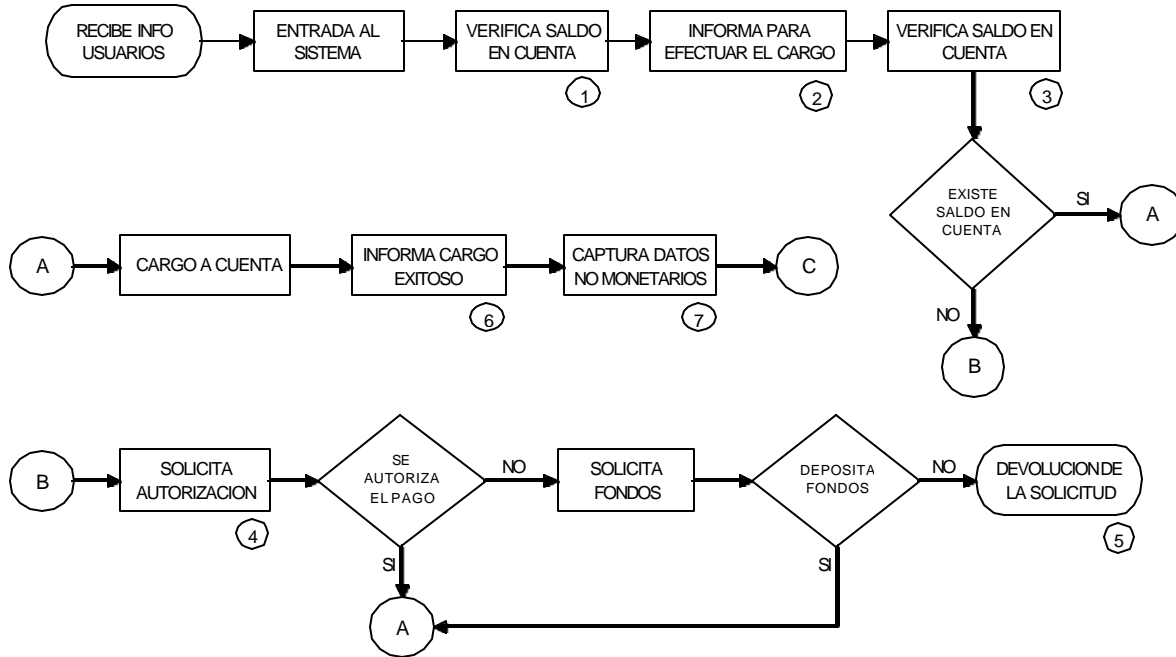 RECIBE INFO
USUARIOS
ENTRADA AL
SISTEMA
VERIFICA SALDO
EN CUENTA
1
INFORMA PARA
EFECTUAR EL CARGO
2
VERIFICA SALDO EN
CUENTA
3
EXISTE
SALDO EN
CUENTA
SI
A
NO
B
A
CARGO A CUENTA
INFORMA CARGO
EXITOSO
6
CAPTURA DATOS
NO MONETARIOS
7
C
B
SOLICITA
AUTORIZACION
4
SE
AUTORIZA
EL PAGO
NO
SI
A
SOLICITA
FONDOS
DEPOSITA
FONDOS
NO
SI
DEVOLUCION DE
LA SOLICITUD
5